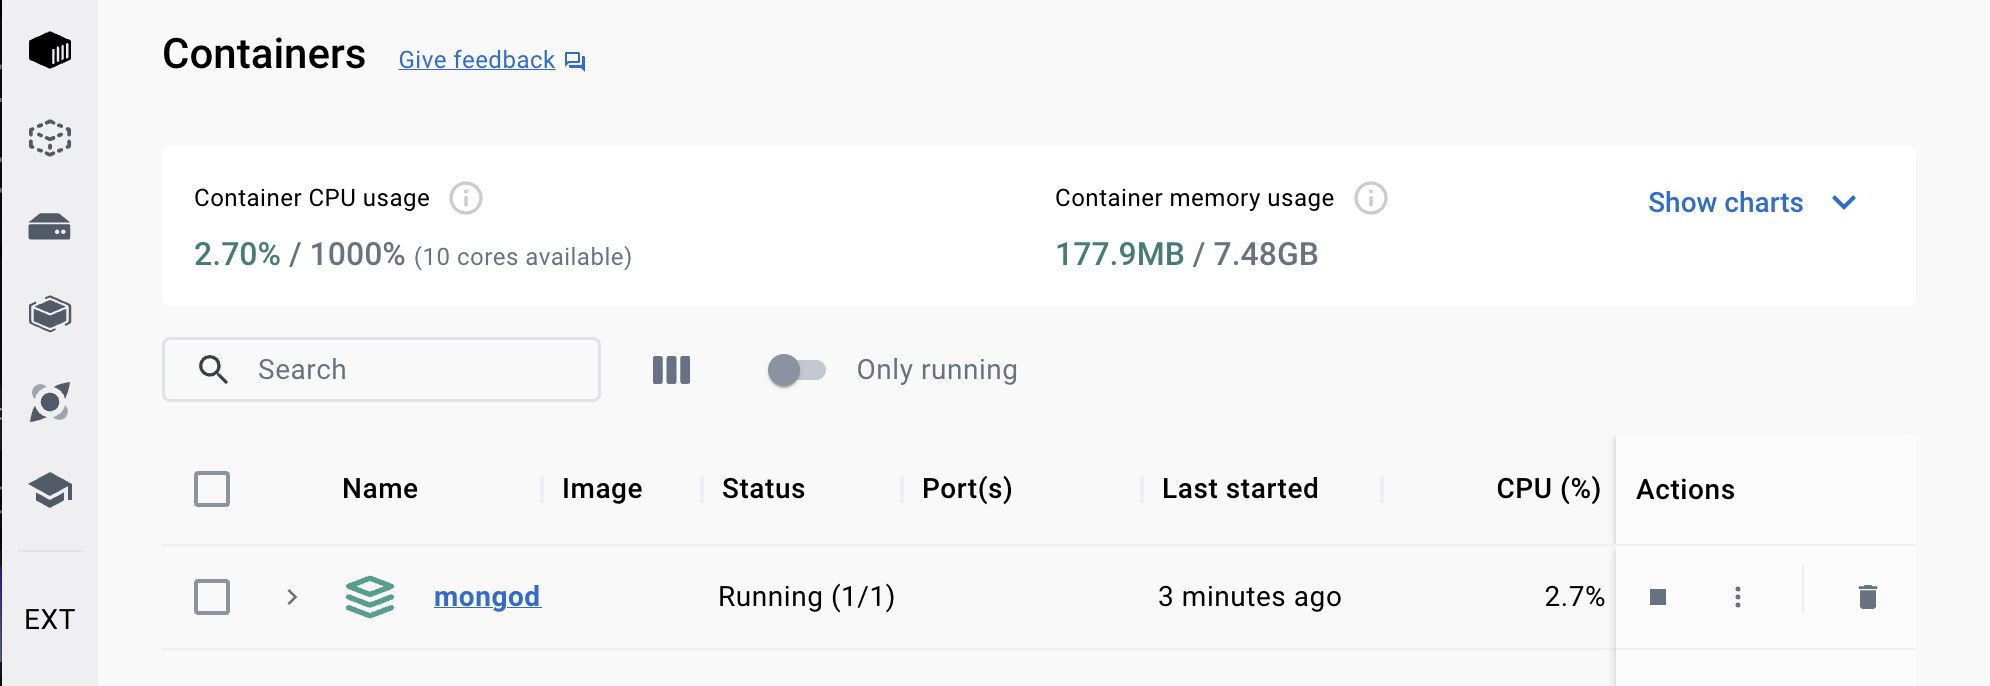 Containers Give feedback
Container CPU usage
2.70% / 1000% (10 cores available)
Container memory usage
177.9MB / 7.48GB
Show charts
Search
Only running
Name Image Status Port(s) Last started CPU (%) Actions
mongod Running (1/1) 3 minutes ago 2.7%
EXT